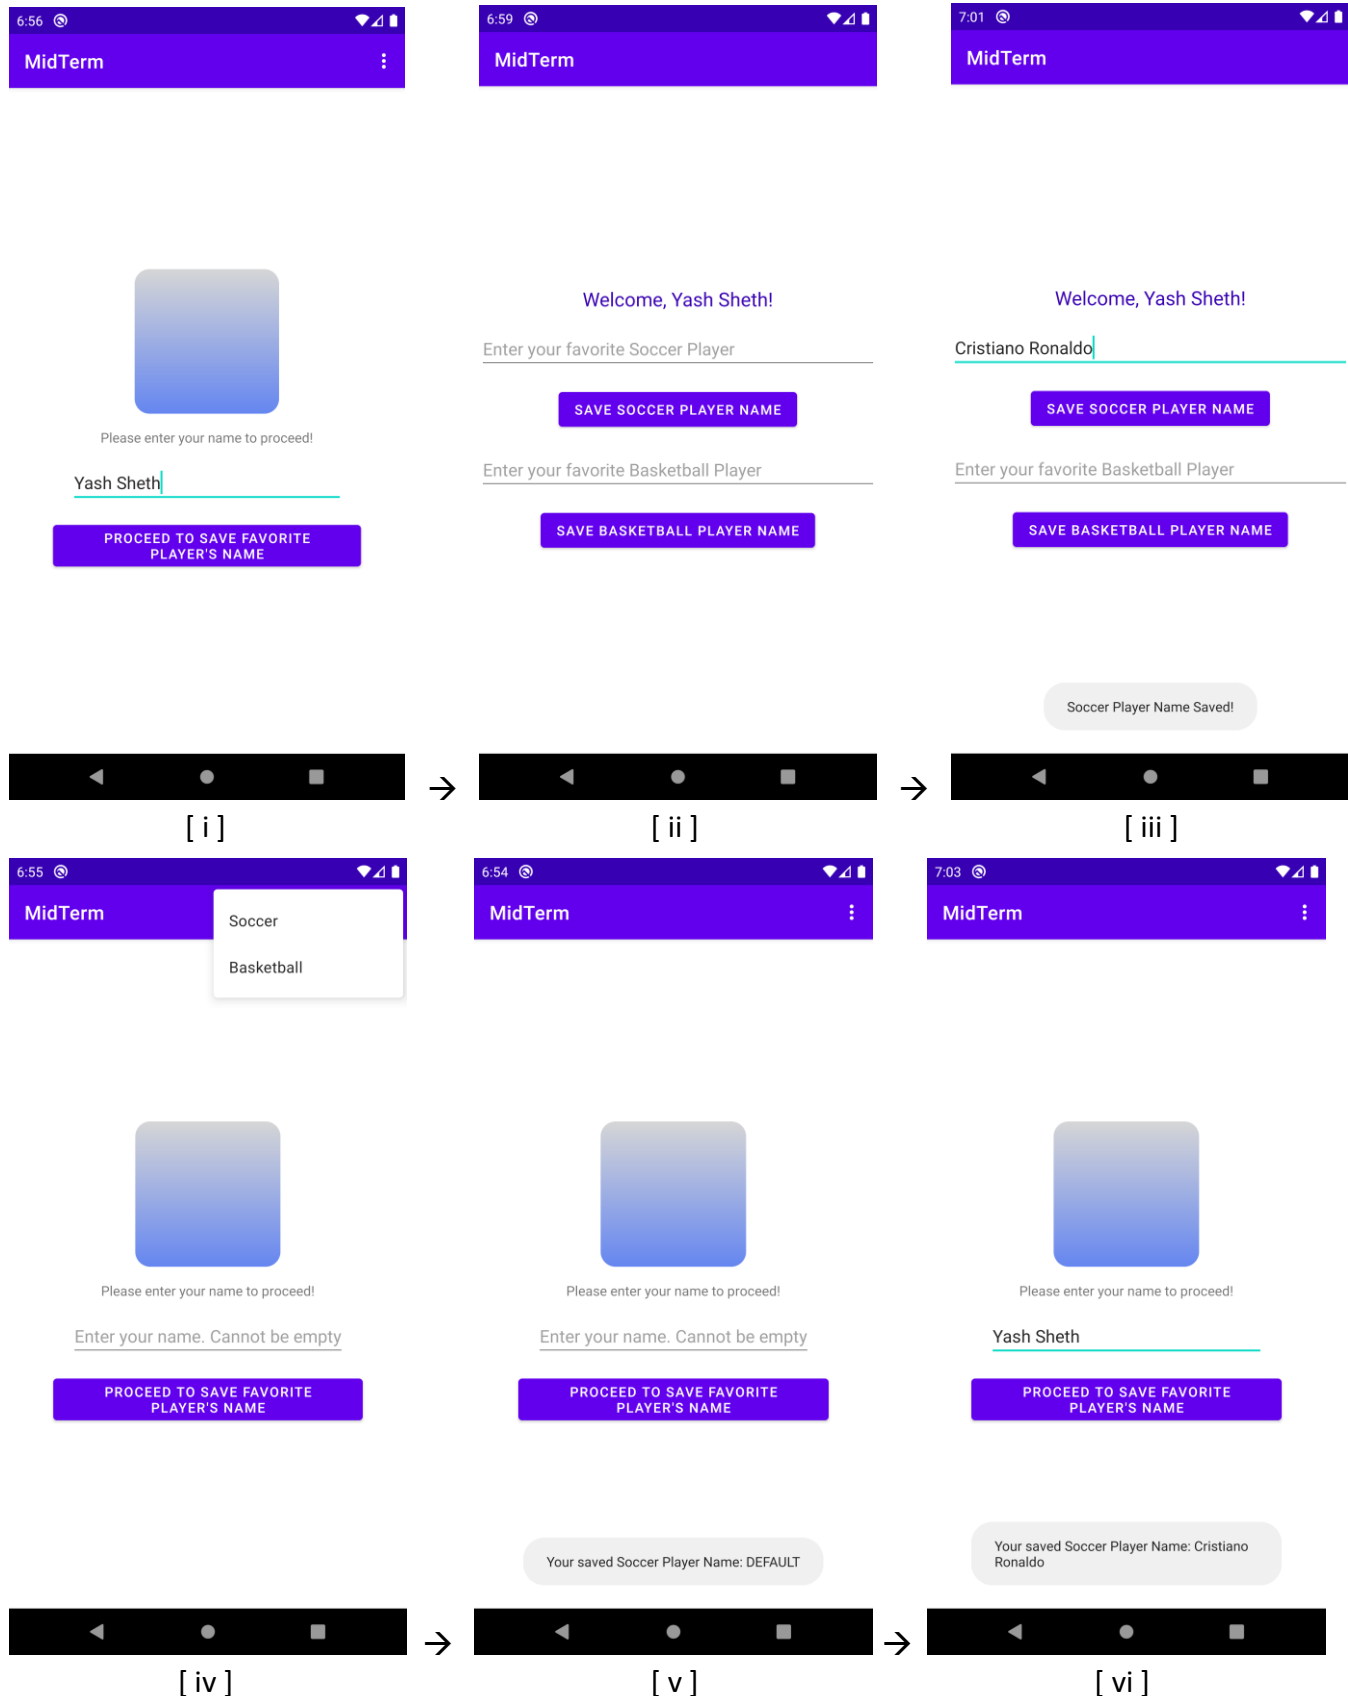 6:56
MidTerm
Please enter your name to proceed!
Yash Sheth
PROCEED TO SAVE FAVORITE
PLAYER'S NAME
[ i ]
6:59
MidTerm
Welcome, Yash Sheth!
Enter your favorite Soccer Player
SAVE SOCCER PLAYER NAME
Enter your favorite Basketball Player
SAVE BASKETBALL PLAYER NAME
→
[ ii ]
7:01
MidTerm
Welcome, Yash Sheth!
Cristiano Ronaldo
SAVE SOCCER PLAYER NAME
Enter your favorite Basketball Player
SAVE BASKETBALL PLAYER NAME
Soccer Player Name Saved!
→
[ iii ]
6:55
MidTerm
Soccer
Basketball
Please enter your name to proceed!
Enter your name. Cannot be empty
PROCEED TO SAVE FAVORITE
PLAYER'S NAME
[ iv ]
6:54
MidTerm
Please enter your name to proceed!
Enter your name. Cannot be empty
PROCEED TO SAVE FAVORITE
PLAYER'S NAME
Your saved Soccer Player Name: DEFAULT
→
[ v ]
7:03
MidTerm
Please enter your name to proceed!
Yash Sheth
PROCEED TO SAVE FAVORITE
PLAYER'S NAME
Your saved Soccer Player Name: Cristiano
Ronaldo
→
[ vi ]